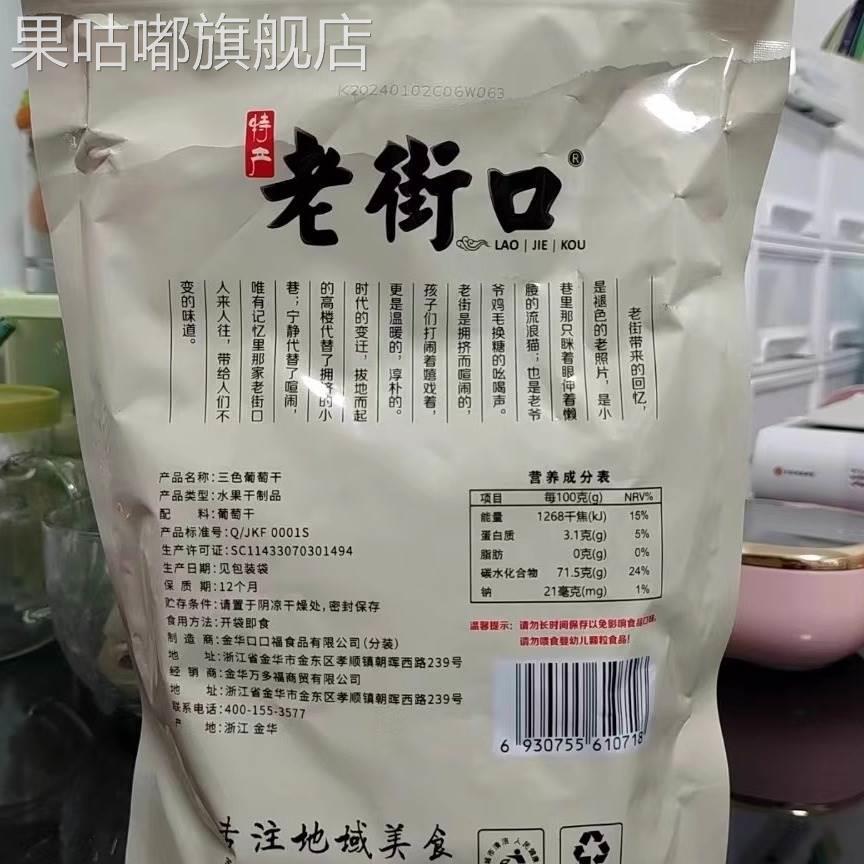 果咕嘟旗舰店
K20240102C06W063
特产
老街口®
LAO | JIE | KOU
老街带来的回忆，
是褪色的老照片，是小
巷里那只眯着眼伸着懒
腰的流浪猫；也是老爷
爷鸡毛换糖的吆喝声。
老街是拥挤而喧闹的，
孩子们打闹着嬉戏着，
更是温暖的，淳朴的。
时代的变迁，拔地而起
的高楼代替了拥挤的小
巷；宁静代替了喧闹，
唯有记忆里那家老街口
人来人往，带给人们不
变的味道。
产品名称：三色葡萄干
产品类型：水果干制品
配 料：葡萄干
产品标准号：Q/JKF 0001S
生产许可证：SC11433070301494
生产日期：见包装袋
保 质 期：12个月
贮存条件：请置于阴凉干燥处，密封保存
食用方法：开袋即食
制 造 商：金华口口福食品有限公司(分装)
地 址：浙江省金华市金东区孝顺镇朝晖西路239号
经 销 商：金华万多福商贸有限公司
地 址：浙江省金华市金东区孝顺镇朝晖西路239号
联系电话：400-155-3577
产 地：浙江 金华
营养成分表
项目 每100克(g) NRV%
能量 1268千焦(kJ) 15%
蛋白质 3.1克(g) 5%
脂肪 0克(g) 0%
碳水化合物 71.5克(g) 24%
钠 21毫克(mg) 1%
温馨提示：请勿长时间保存以免影响食品口味，
请勿喂食婴幼儿颗粒食品！
6 930755 610718
专注地域美食